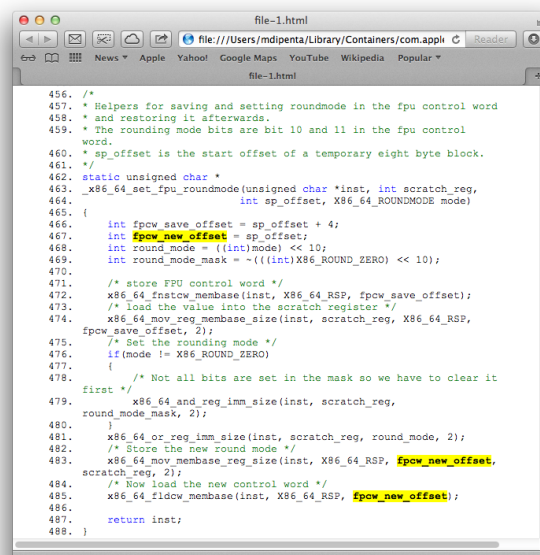 file-1.html
file:///Users/mdipenta/Library/Containers/com.apple
Reader
News Apple Yahoo! Google Maps YouTube Wikipedia Popular
file-1.html
456. /*
457. * Helpers for saving and setting roundmode in the fpu control word
458. * and restoring it afterwards.
459. * The rounding mode bits are bit 10 and 11 in the fpu control
word.
460. * sp_offset is the start offset of a temporary eight byte block.
461. */
462. static unsigned char *
463. _x86_64_set_fpu_roundmode(unsigned char *inst, int scratch_reg,
464. int sp_offset, X86_64_ROUNDMODE mode)
465. {
466. int fpcw_save_offset = sp_offset + 4;
467. int fpcw_new_offset = sp_offset;
468. int round_mode = ((int)mode) << 10;
469. int round_mode_mask = ~(((int)X86_ROUND_ZERO) << 10);
470.
471. /* store FPU control word */
472. x86_64_fnstcw_membase(inst, X86_64_RSP, fpcw_save_offset);
473. /* load the value into the scratch register */
474. x86_64_mov_reg_membase_size(inst, scratch_reg, X86_64_RSP,
fpcw_save_offset, 2);
475. /* Set the rounding mode */
476. if(mode != X86_ROUND_ZERO)
477. {
478. /* Not all bits are set in the mask so we have to clear it
first */
479. x86_64_and_reg_imm_size(inst, scratch_reg,
round_mode_mask, 2);
480. }
481. x86_64_or_reg_imm_size(inst, scratch_reg, round_mode, 2);
482. /* Store the new round mode */
483. x86_64_mov_membase_reg_size(inst, X86_64_RSP, fpcw_new_offset,
scratch_reg, 2);
484. /* Now load the new control word */
485. x86_64_fldcw_membase(inst, X86_64_RSP, fpcw_new_offset);
486.
487. return inst;
488. }